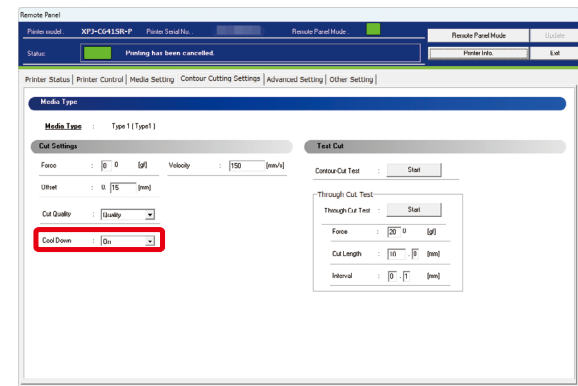 Remote Panel
Printer model : XPJ-C641SR-P Printer Serial Nu. : Remote Panel Mode : Remote Panel Mode Update
Status: Printing has been cancelled. Printer Info. Exit
Printer Status Printer Control Media Setting Contour Cutting Settings Advanced Setting Other Setting
Media Type
Media Type : Type 1 [ Type1 ]
Cut Settings Test Cut
Force : 0 0 [gf] Velocity : 150 [mm/s] Contour-Cut Test : Start
Offset : 0. 15 [mm]
Through Cut Test
Cut Quality : Quality Through Cut Test : Start
Cool Down : On Force : 20 0 [gf]
Cut Length : 10 . 0 [mm]
Interval : 0 . 1 [mm]